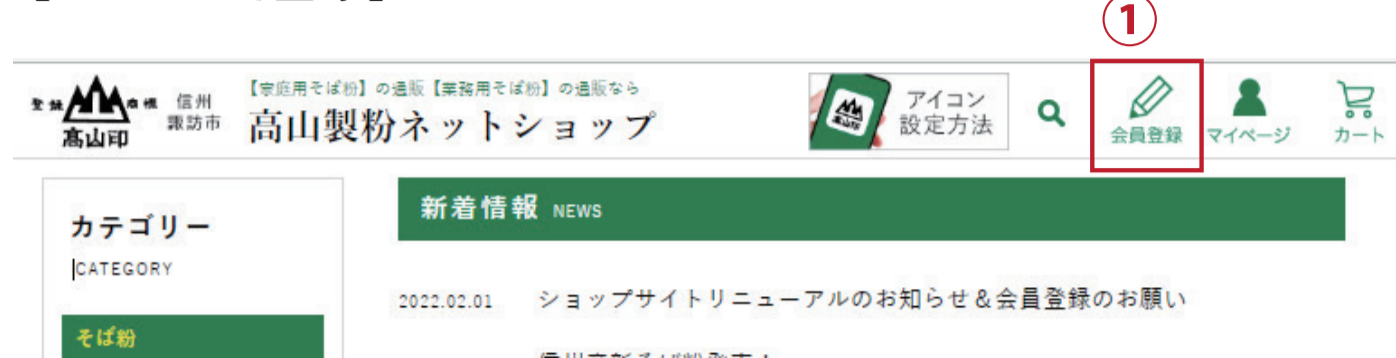 ①
登録 商標
髙山印
信州
諏訪市
【家庭用そば粉】の通販【業務用そば粉】の通販なら
高山製粉ネットショップ
髙山印
アイコン
設定方法
会員登録
マイページ
カート
カテゴリー
CATEGORY
新着情報 NEWS
2022.02.01 ショップサイトリニューアルのお知らせ&会員登録のお願い
そば粉